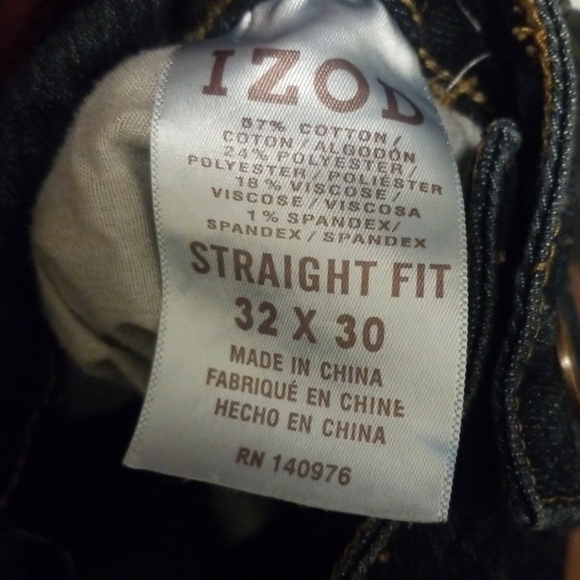 IZOD
57% COTTON/
COTON/ALGODÓN
24% POLYESTER/
POLYESTER/POLIÉSTER
18% VISCOSE/
VISCOSE/VISCOSA
1% SPANDEX/
SPANDEX/SPANDEX
STRAIGHT FIT
32 X 30
MADE IN CHINA
FABRIQUÉ EN CHINE
HECHO EN CHINA
RN 140976